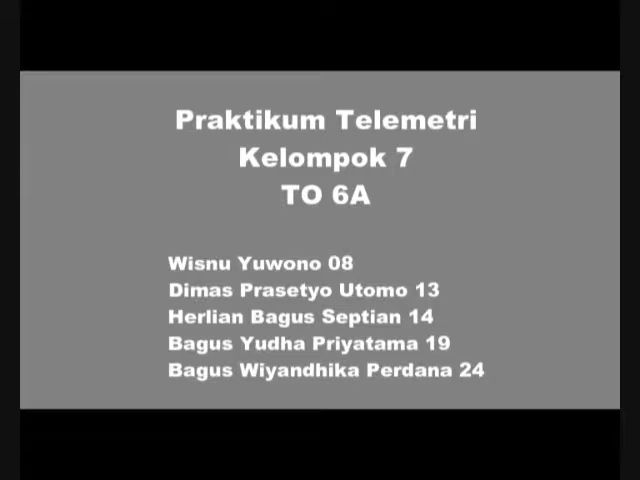 Praktikum Telemetri
Kelompok 7
TO 6A
Wisnu Yuwono 08
Dimas Prasetyo Utomo 13
Herlian Bagus Septian 14
Bagus Yudha Priyatama 19
Bagus Wiyandhika Perdana 24